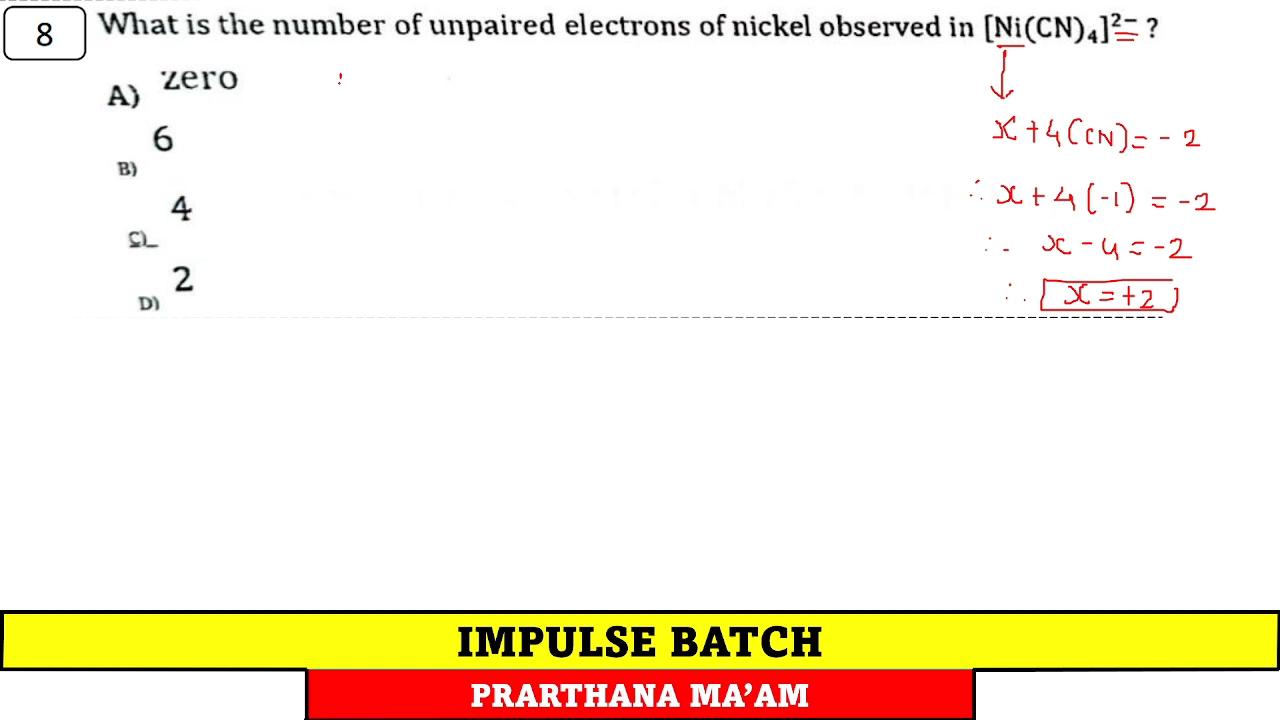 8
What is the number of unpaired electrons of nickel observed in [Ni(CN)₄]²⁻ ?
A) zero
B) 6
C) 4
D) 2
x + 4(CN) = - 2
∴ x + 4(-1) = -2
∴ x - 4 = -2
∴ x = +2
IMPULSE BATCH
PRARTHANA MA’AM